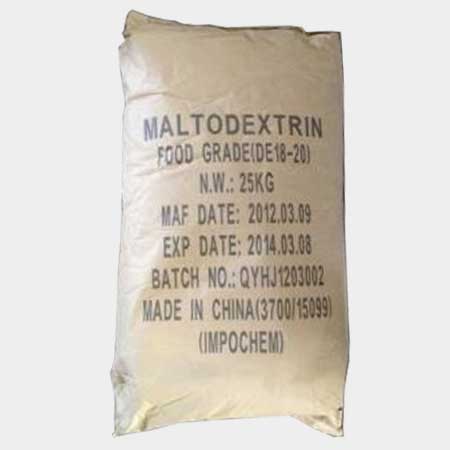 MALTODEXTRIN
FOOD GRADE(DE18-20)
N.W.: 25KG
MAF DATE: 2012.03.09
EXP DATE; 2014.03.08
BATCH NO.: QYHJ1203002
MADE IN CHINA(3700/15099)
(IMPOCHEM)